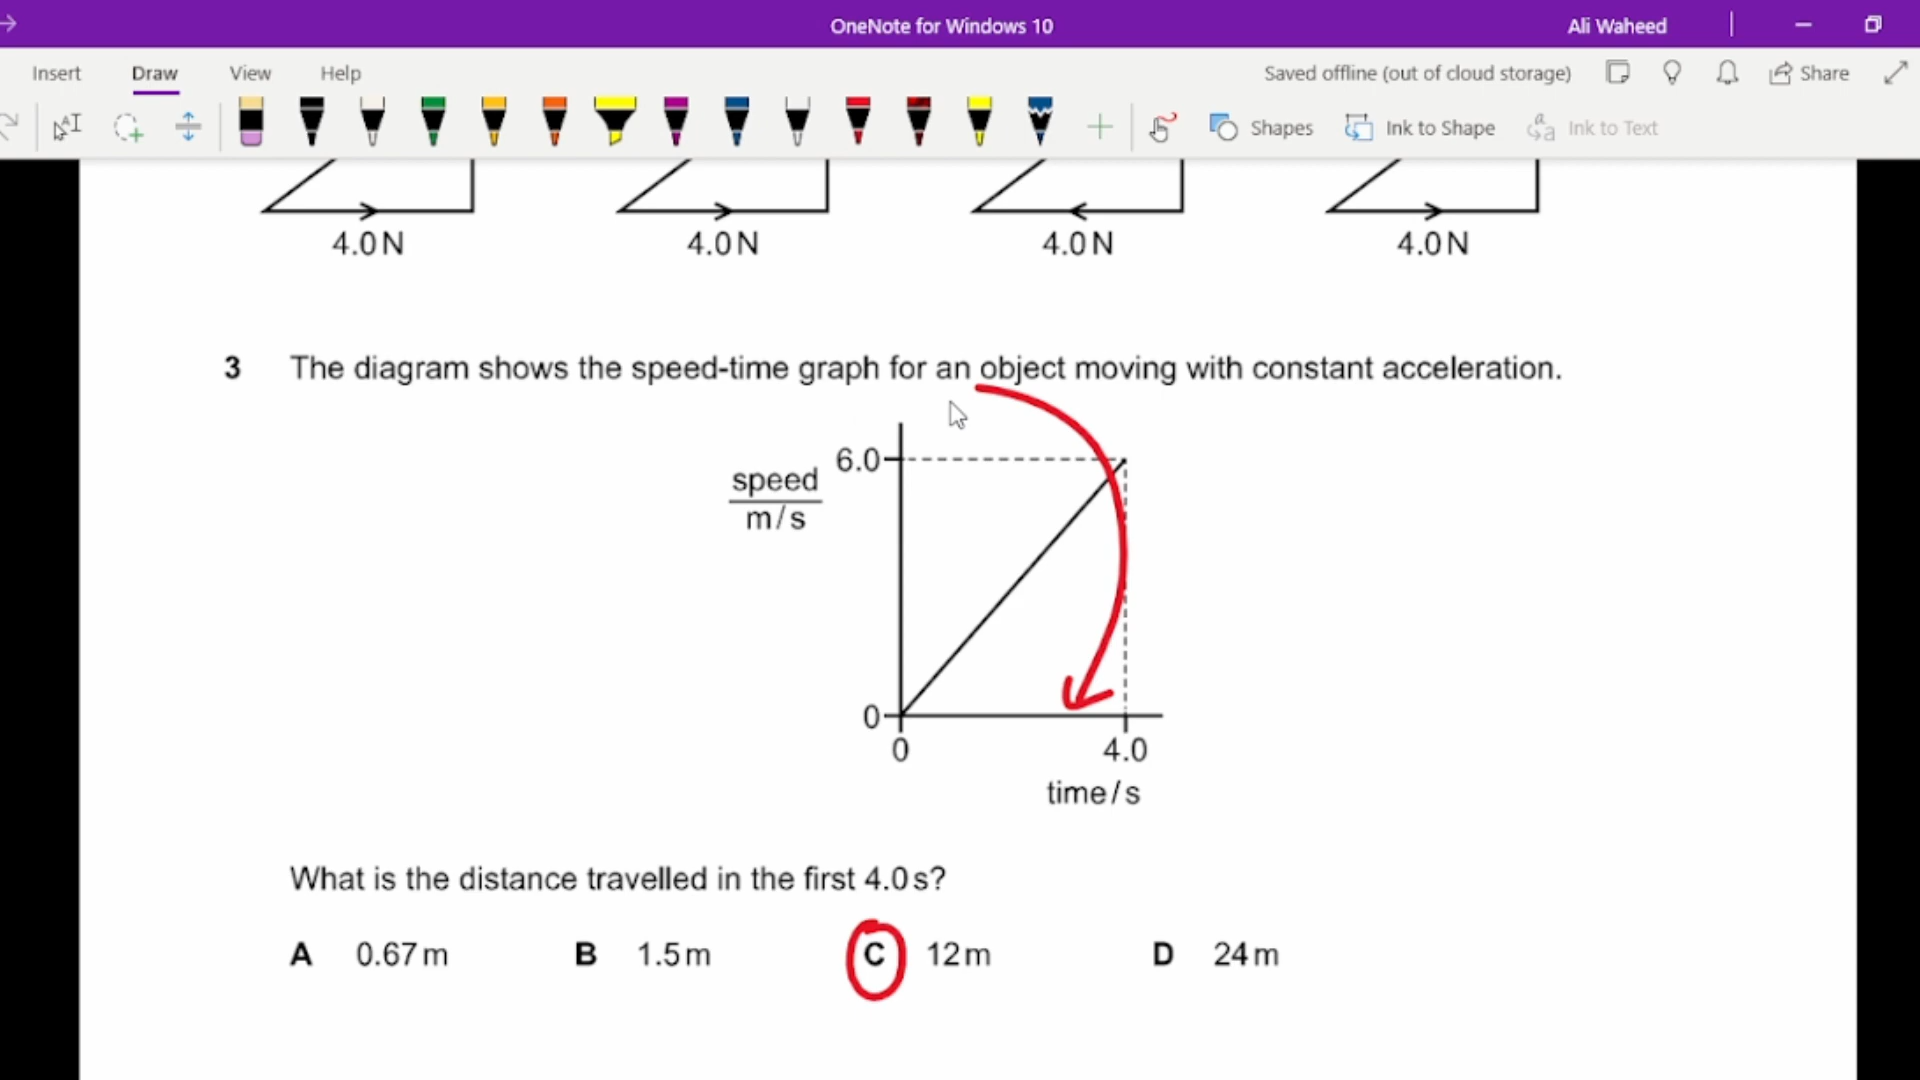 OneNote for Windows 10
Ali Waheed
Insert Draw View Help
Saved offline (out of cloud storage)
Share
Shapes
Ink to Shape
Ink to Text
4.0 N 4.0 N 4.0 N 4.0 N
3 The diagram shows the speed-time graph for an object moving with constant acceleration.
6.0
speed
m / s
0
0 4.0
time / s
What is the distance travelled in the first 4.0 s?
A 0.67 m B 1.5 m C 12 m D 24 m